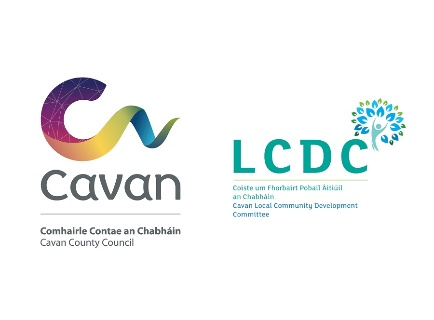 cavan
Comhairle Contae an Chabháin
Cavan County Council
LCDC
Coiste um Fhorbairt Pobail Áitiúil
an Chabháin
Cavan Local Community Development
Committee